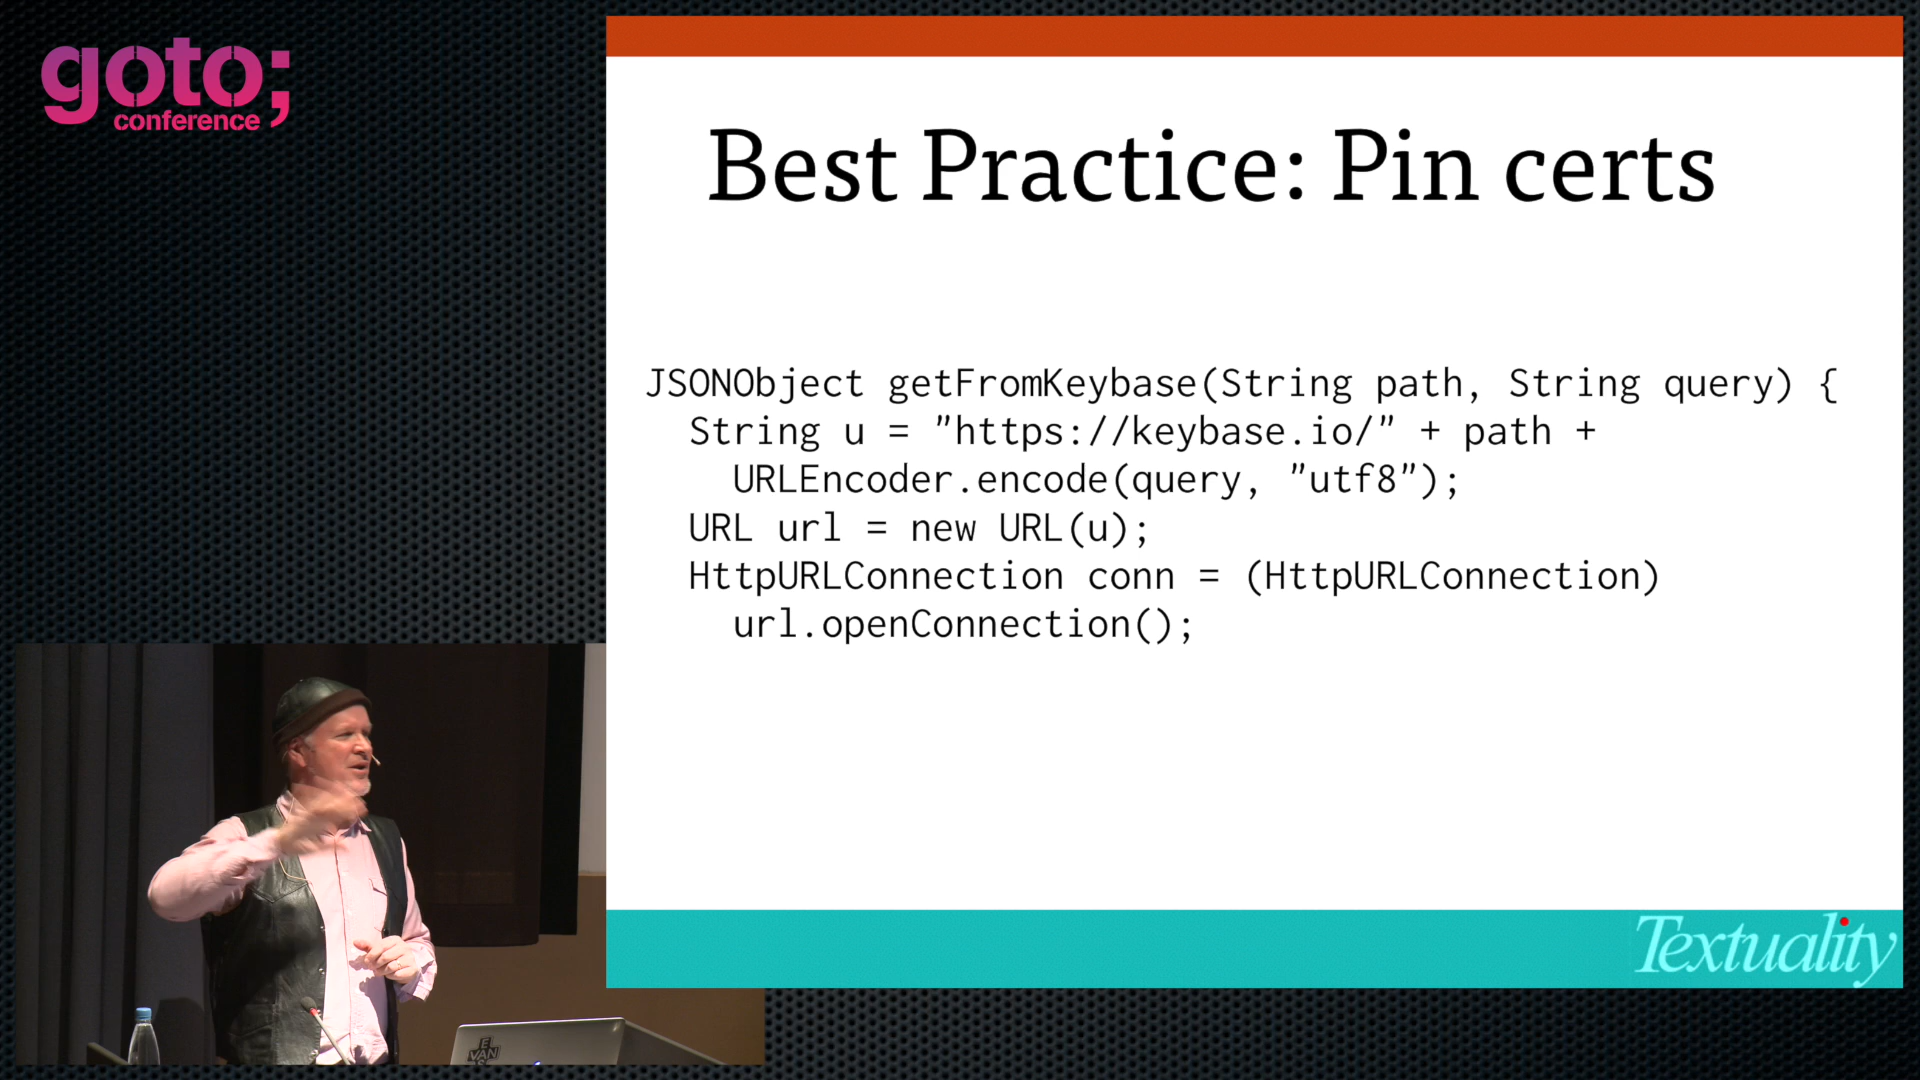 goto;
conference
Best Practice: Pin certs
JSONObject getFromKeybase(String path, String query) {
String u = "https://keybase.io/" + path +
URLEncoder.encode(query, "utf8");
URL url = new URL(u);
HttpURLConnection conn = (HttpURLConnection)
url.openConnection();
Textuality
E
VAN